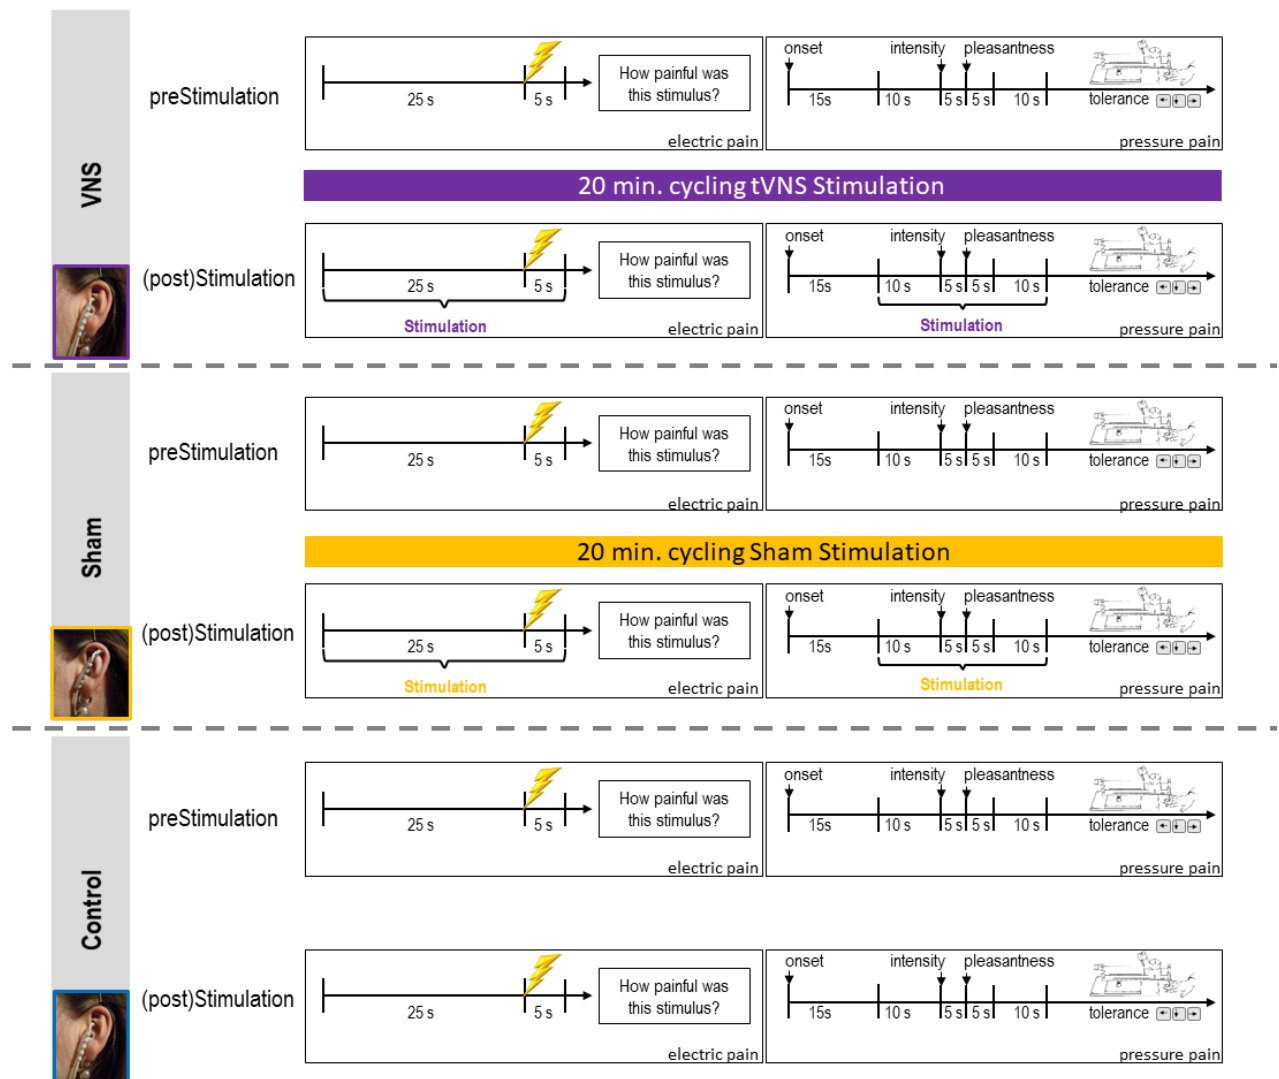 VNS
preStimulation
25 s
5 s
How painful was
this stimulus?
electric pain
onset
intensity
pleasantness
15s
10 s
5 s
5 s
10 s
tolerance
pressure pain
20 min. cycling tVNS Stimulation
(post)Stimulation
25 s
5 s
Stimulation
How painful was
this stimulus?
electric pain
onset
intensity
pleasantness
15s
10 s
5 s
5 s
10 s
Stimulation
tolerance
pressure pain
Sham
preStimulation
25 s
5 s
How painful was
this stimulus?
electric pain
onset
intensity
pleasantness
15s
10 s
5 s
5 s
10 s
tolerance
pressure pain
20 min. cycling Sham Stimulation
(post)Stimulation
25 s
5 s
Stimulation
How painful was
this stimulus?
electric pain
onset
intensity
pleasantness
15s
10 s
5 s
5 s
10 s
Stimulation
tolerance
pressure pain
Control
preStimulation
25 s
5 s
How painful was
this stimulus?
electric pain
onset
intensity
pleasantness
15s
10 s
5 s
5 s
10 s
tolerance
pressure pain
(post)Stimulation
25 s
5 s
How painful was
this stimulus?
electric pain
onset
intensity
pleasantness
15s
10 s
5 s
5 s
10 s
tolerance
pressure pain